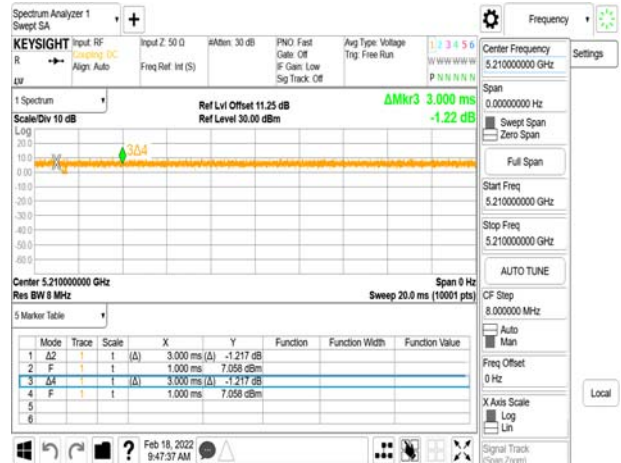 Spectrum Analyzer 1
Swept SA
+
Frequency
KEYSIGHT
R
Input: RF
Coupling: DC
Align: Auto
Input Z: 50 Ω
Freq Ref: Int (S)
#Atten: 30 dB
PNO: Fast
Gate: Off
IF Gain: Low
Sig Track: Off
Avg Type: Voltage
Trig: Free Run
1 2 3 4 5 6
W W W W W W
P N N N N N
Center Frequency
5.210000000 GHz
Settings
Span
0.00000000 Hz
Swept Span
Zero Span
Full Span
Start Freq
5.210000000 GHz
Stop Freq
5.210000000 GHz
AUTO TUNE
CF Step
8.000000 MHz
Auto
Man
Freq Offset
0 Hz
X Axis Scale
Log
Lin
Signal Track
(Span Zoom)
Local
1 Spectrum
Scale/Div 10 dB
Ref Lvl Offset 11.25 dB
Ref Level 30.00 dBm
ΔMkr3 3.000 ms
-1.22 dB
Log
20.0
10.0
0.00
-10.0
-20.0
-30.0
-40.0
-50.0
-60.0
3Δ4
Center 5.210000000 GHz
Res BW 8 MHz
Span 0 Hz
Sweep 20.0 ms (10001 pts)
5 Marker Table
Mode Trace Scale X Y Function Function Width Function Value
1 Δ2 1 t (Δ) 3.000 ms (Δ) -1.217 dB
2 F 1 t 1.000 ms 7.058 dBm
3 Δ4 1 t (Δ) 3.000 ms (Δ) -1.217 dB
4 F 1 t 1.000 ms 7.058 dBm
5
6
?
Feb 18, 2022
9:47:37 AM